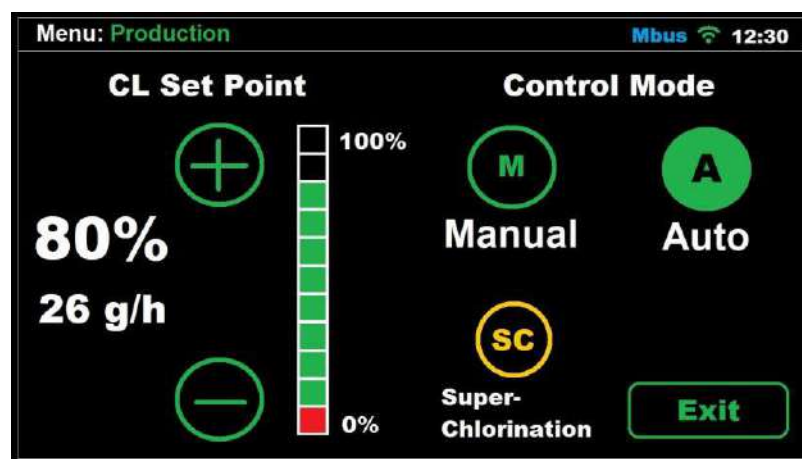 Menu: Production
Mbus 12:30
CL Set Point
Control Mode
100%
M
A
80%
Manual
Auto
26 g/h
SC
Super-
Chlorination
0%
Exit